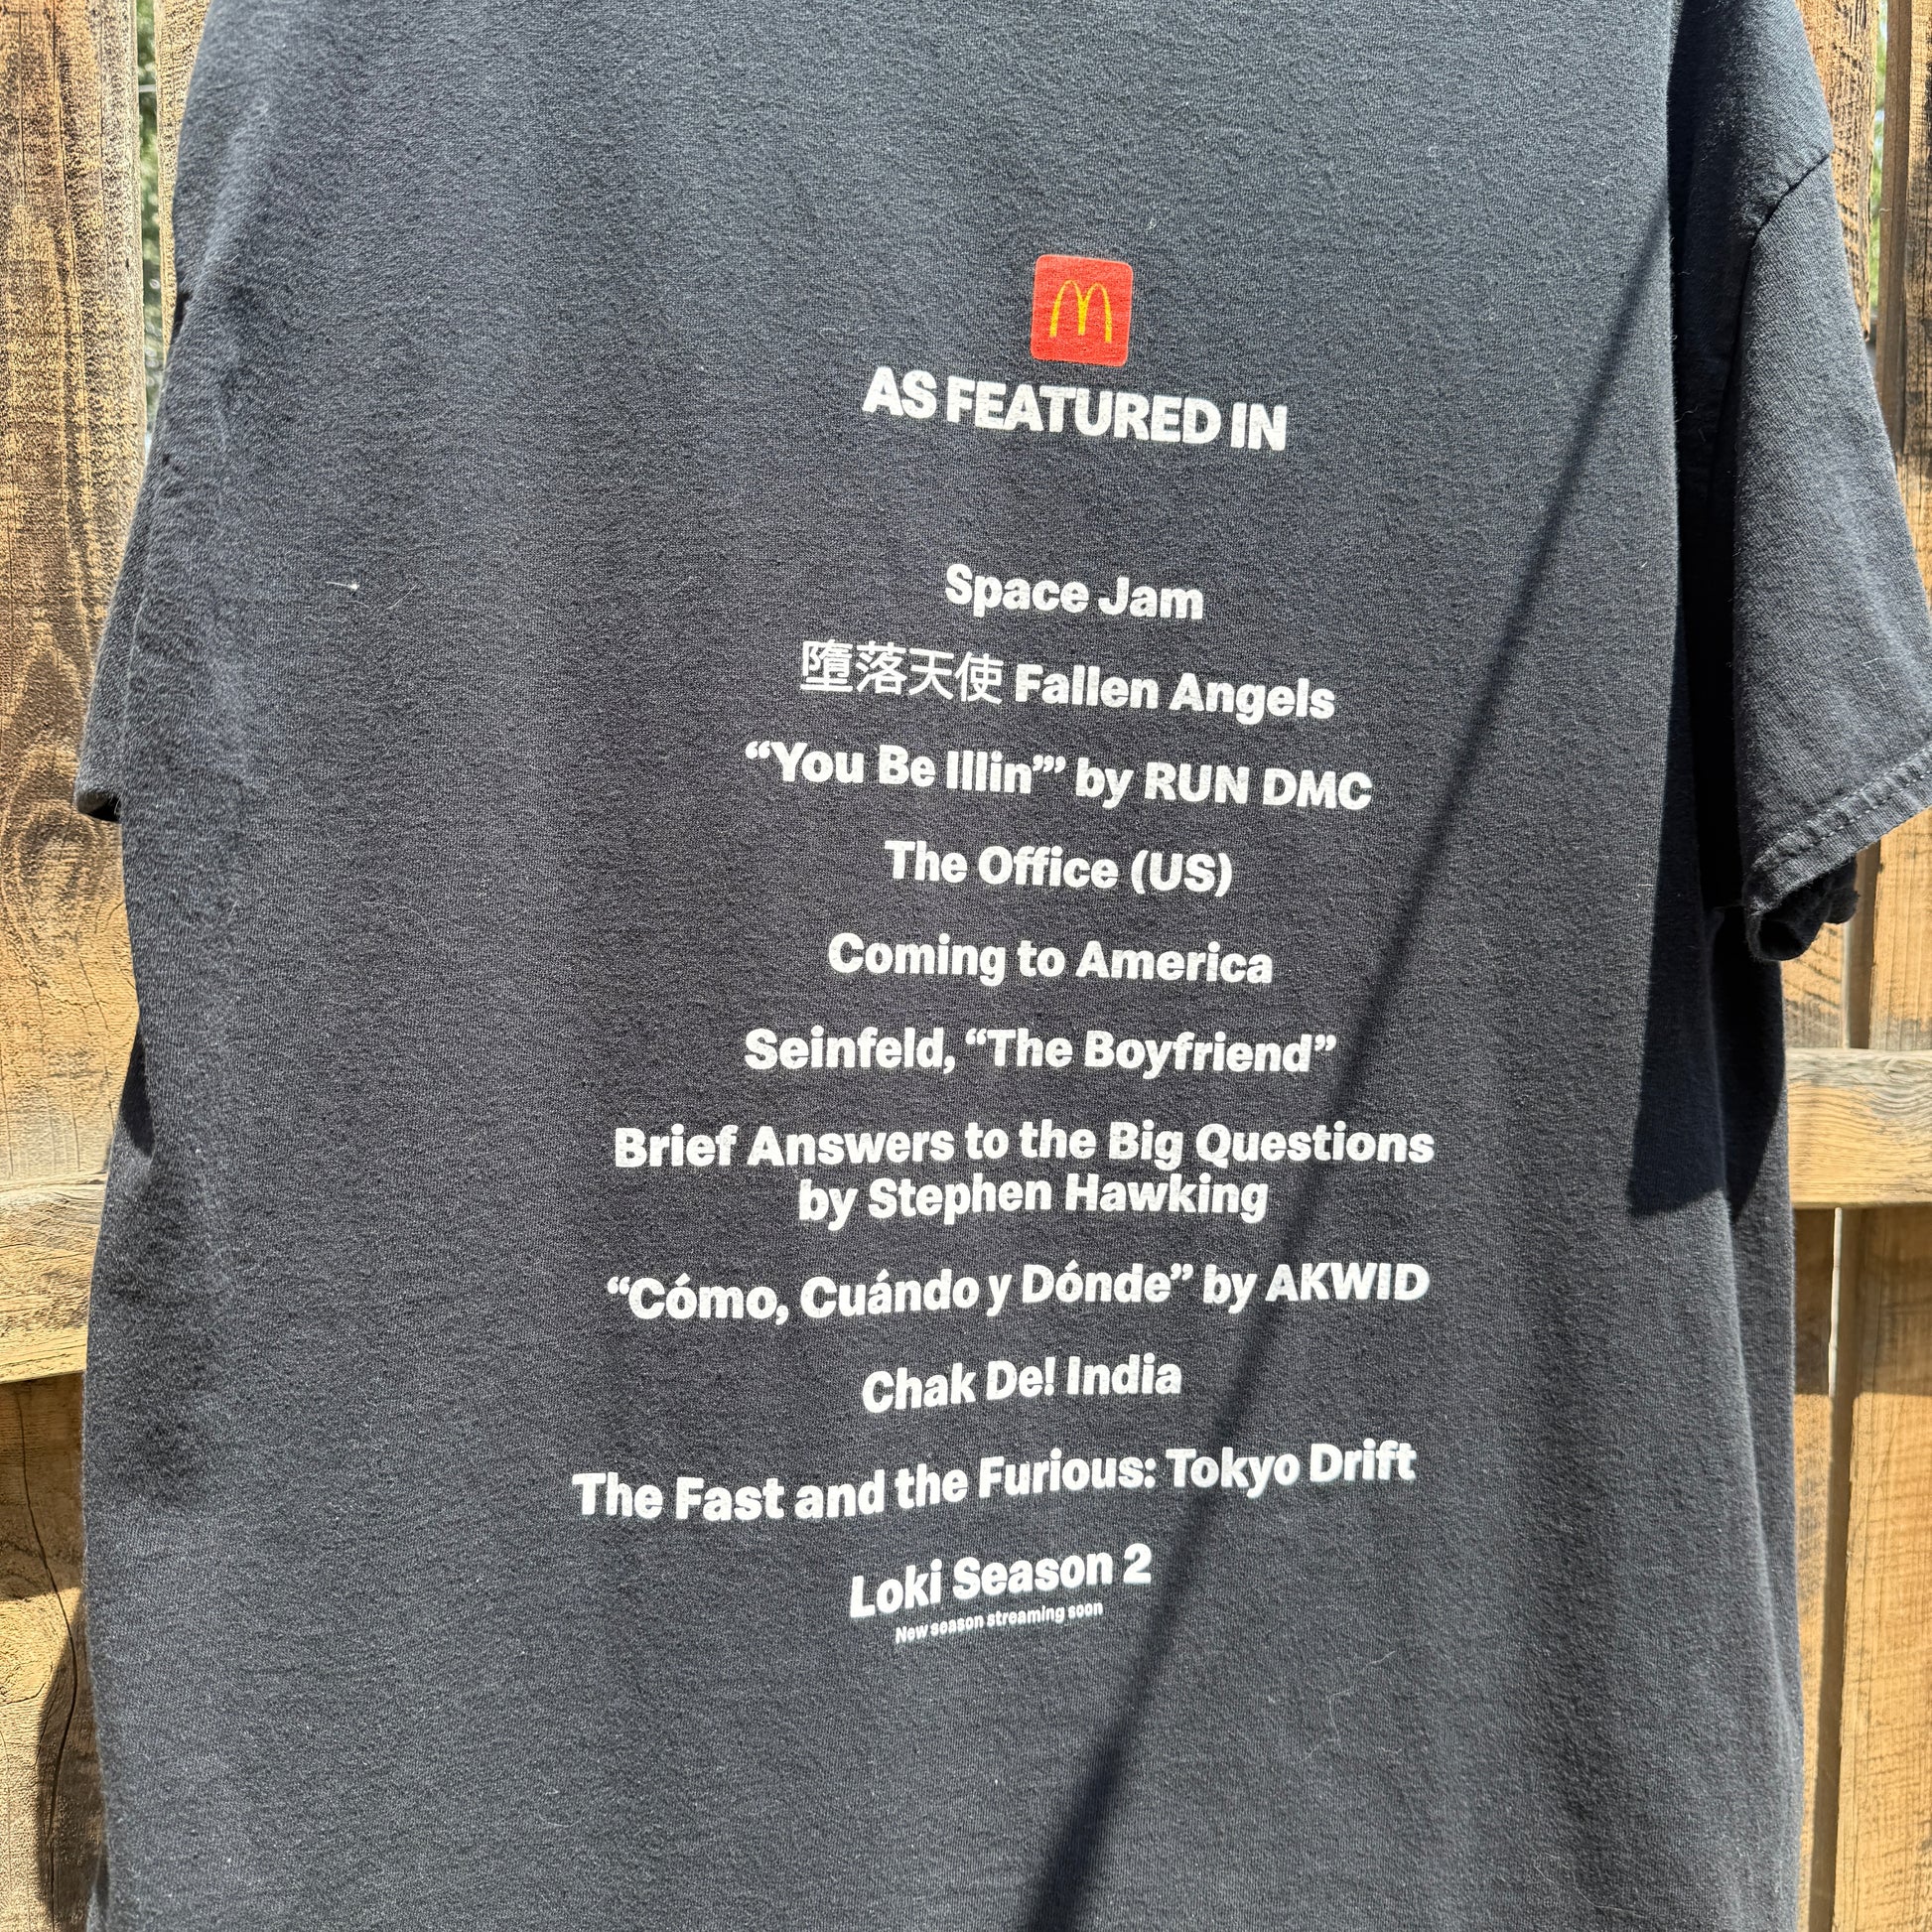 AS FEATURED IN
Space Jam
墮落天使 Fallen Angels
“You Be Illin’” by RUN DMC
The Office (US)
Coming to America
Seinfeld, “The Boyfriend”
Brief Answers to the Big Questions
by Stephen Hawking
“Cómo, Cuándo y Dónde” by AKWID
Chak De! India
The Fast and the Furious: Tokyo Drift
Loki Season 2
New season streaming soon